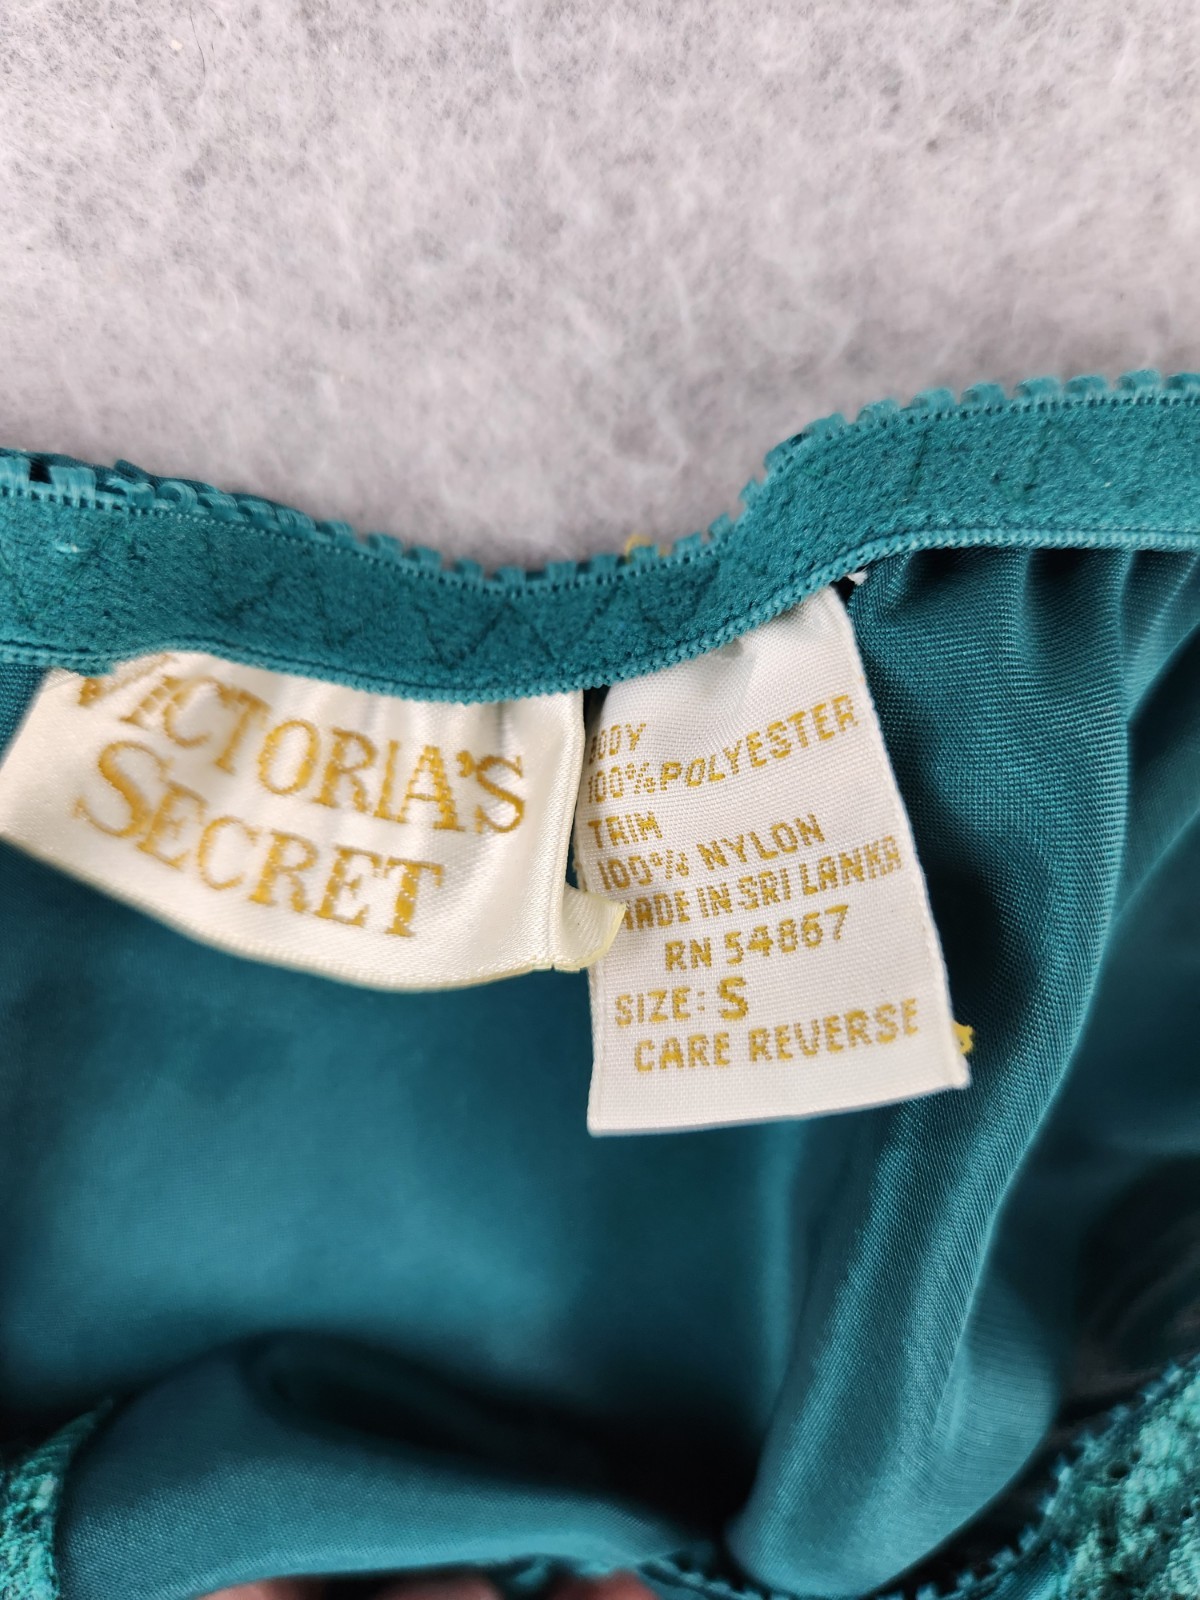 VICTORIA'S
SECRET
BODY
100% POLYESTER
TRIM
100% NYLON
MADE IN SRI LANKA
RN 54867
SIZE: S
CARE REVERSE